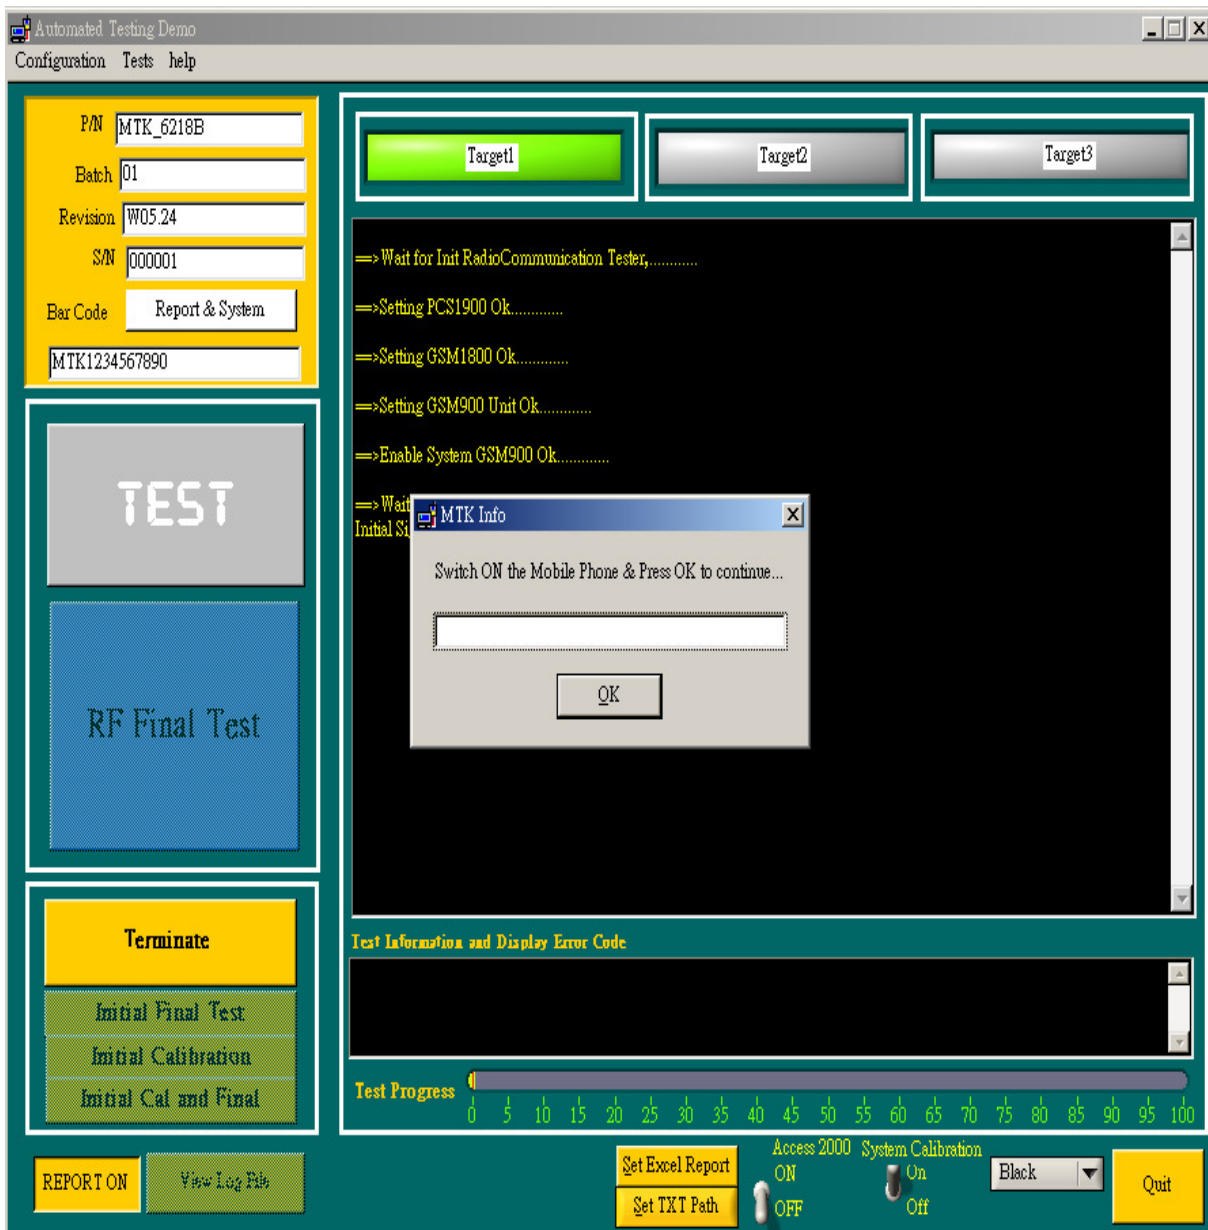 Automated Testing Demo
Configuration Tests help
P/N MTK_6218B
Batch 01
Revision W05.24
S/N 000001
Bar Code Report & System
MTK1234567890
TEST
RF Final Test
Terminate
Initial Final Test
Initial Calibration
Initial Cal and Final
REPORT ON
View Log File
Target1
Target2
Target3
==>Wait for Init RadioCommunication Tester,............
==>Setting PCS1900 Ok............
==>Setting GSM1800 Ok............
==>Setting GSM900 Unit Ok............
==>Enable System GSM900 Ok............
==>Wait
Initial
MTK Info
Switch ON the Mobile Phone & Press OK to continue...
OK
Test Information and Display Error Code
Test Progress
0 5 10 15 20 25 30 35 40 45 50 55 60 65 70 75 80 85 90 95 100
Set Excel Report
Set TXT Path
Access 2000
ON
OFF
System Calibration
On
Off
Black
Quit